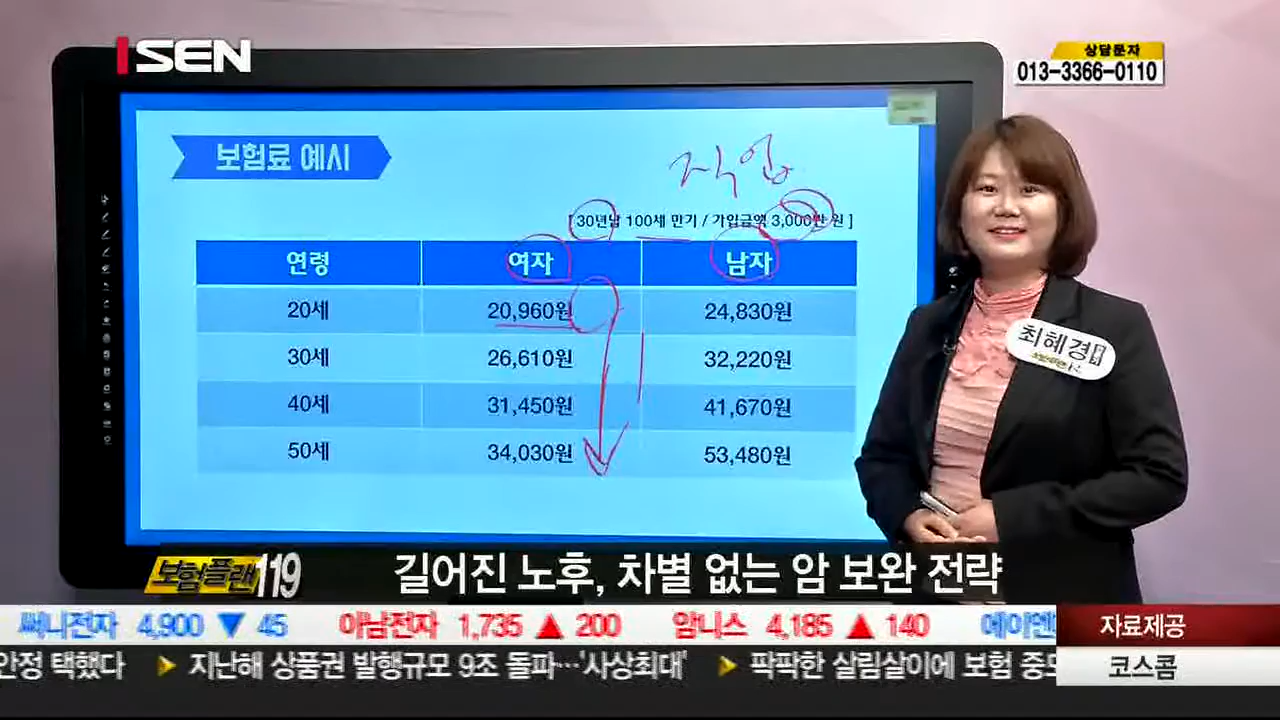 SEN
상담문자
013-3366-0110
보험료 예시
직업
[ 30년납 100세 만기 / 가입금액 3,000만 원 ]
연령 여자 남자
20세 20,960원 24,830원
30세 26,610원 32,220원
40세 31,450원 41,670원
50세 34,030원 53,480원
최혜경
보험플랜119
길어진 노후, 차별 없는 암 보완 전략
써니전자 4,900 ▼ 45 아남전자 1,735 ▲ 200 암니스 4,185 ▲ 140
자료제공
안정 택했다 지난해 상품권 발행규모 9조 돌파…'사상최대' 팍팍한 살림살이에 보험
코스콤